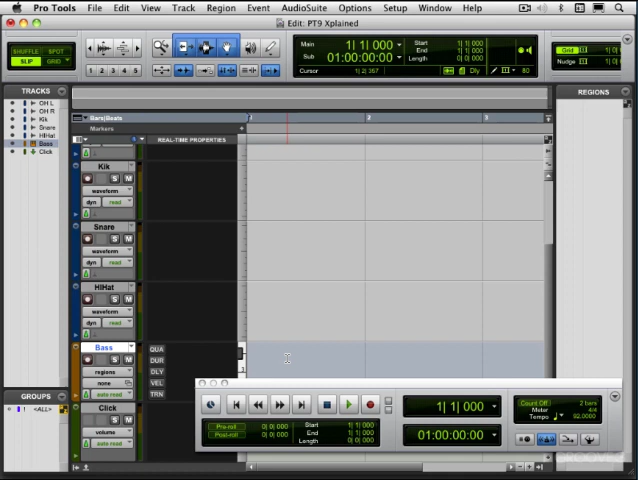 Pro Tools File Edit View Track Region Event AudioSuite Options Setup Window Help
Edit: PT9 Xplained
SHUFFLE SPOT
SLIP GRID
1 2 3 4 5
Main 1| 1| 000
Sub 01:00:00:00
Start 1| 1| 000
End 1| 1| 000
Length 0| 0| 000
Cursor 1| 2| 357
Dly
80
Grid
Nudge
TRACKS
OH L
OH R
Kik
Snare
HiHat
Bass
Click
REGIONS
Bars|Beats
1 2 3
Markers
REAL-TIME PROPERTIES
Kik
S M
waveform
dyn read
Snare
S M
waveform
dyn read
HiHat
S M
waveform
dyn read
Bass
S M
regions
none
auto read
QUA
DUR
DLY
VEL
TRN
Click
S M
volume
auto read
GROUPS
! <ALL>
1| 1| 000
01:00:00:00
Pre-roll 0| 0| 000
Post-roll 0| 0| 000
Start 1| 1| 000
End 1| 1| 000
Length 0| 0| 000
Count Off 2 bars
Meter 4/4
Tempo 92.0000
GROOVE